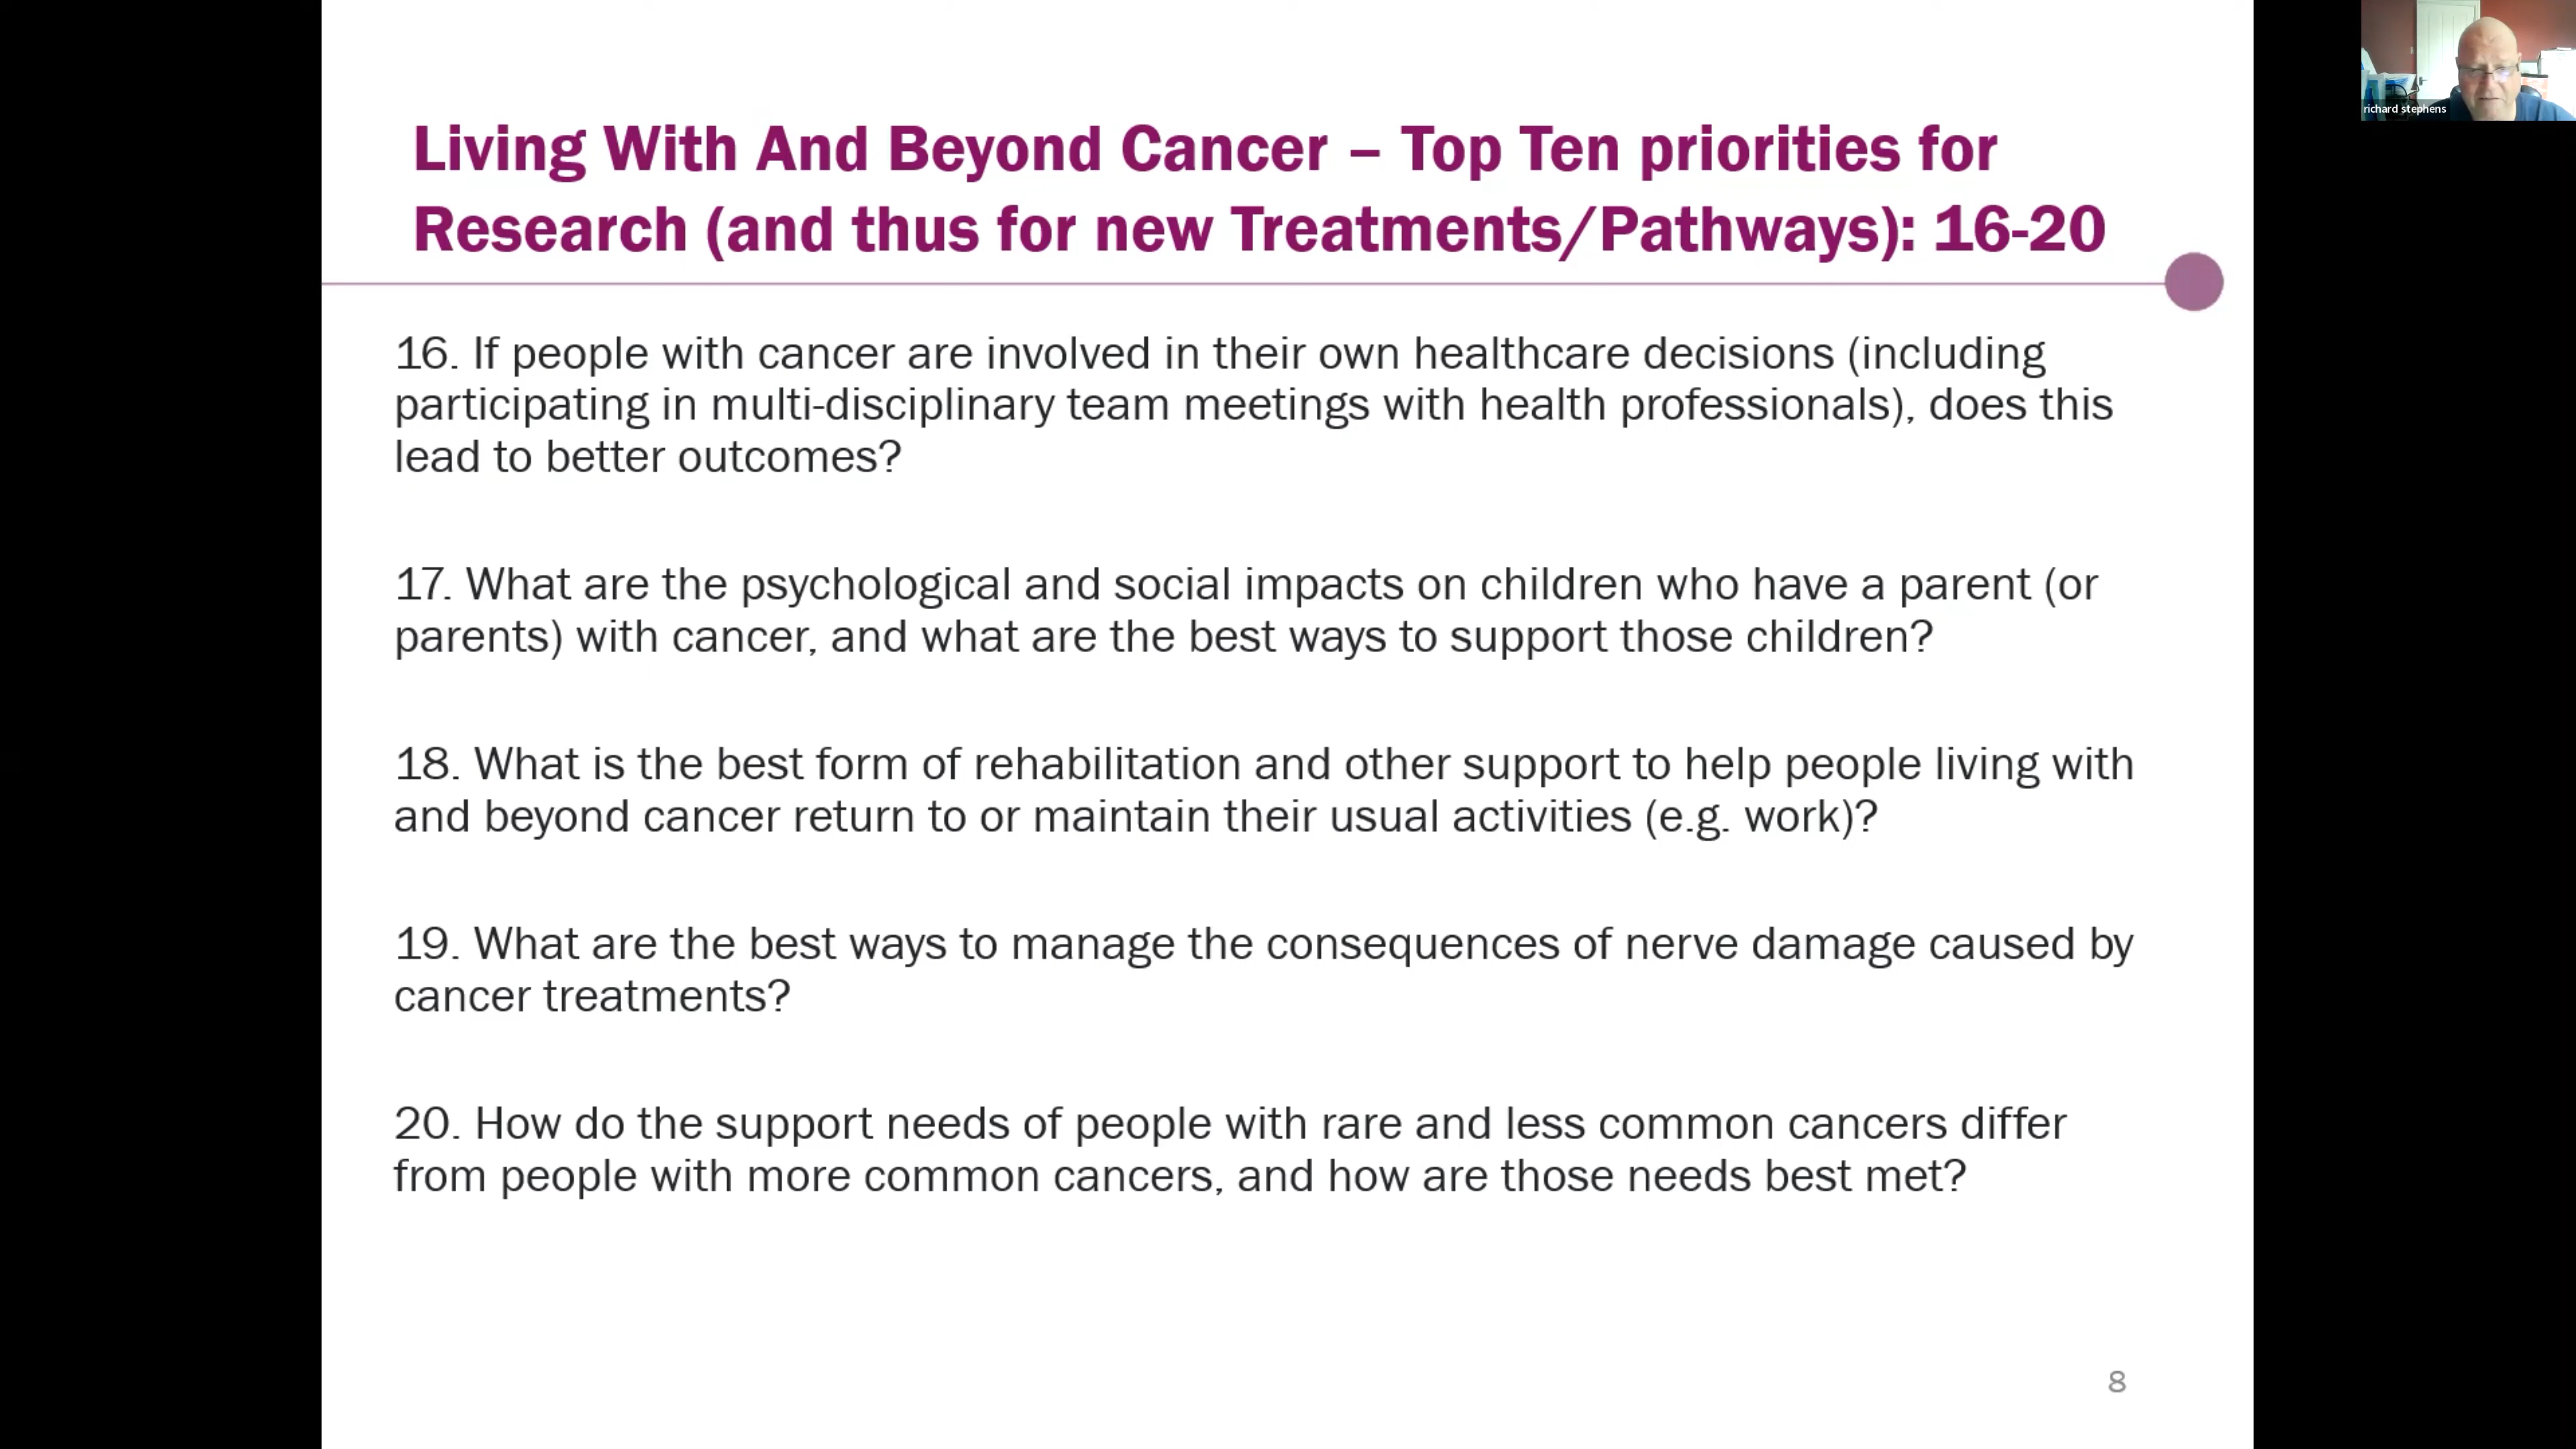 richard stephens
Living With And Beyond Cancer – Top Ten priorities for
Research (and thus for new Treatments/Pathways): 16-20
16. If people with cancer are involved in their own healthcare decisions (including
participating in multi-disciplinary team meetings with health professionals), does this
lead to better outcomes?
17. What are the psychological and social impacts on children who have a parent (or
parents) with cancer, and what are the best ways to support those children?
18. What is the best form of rehabilitation and other support to help people living with
and beyond cancer return to or maintain their usual activities (e.g. work)?
19. What are the best ways to manage the consequences of nerve damage caused by
cancer treatments?
20. How do the support needs of people with rare and less common cancers differ
from people with more common cancers, and how are those needs best met?
8